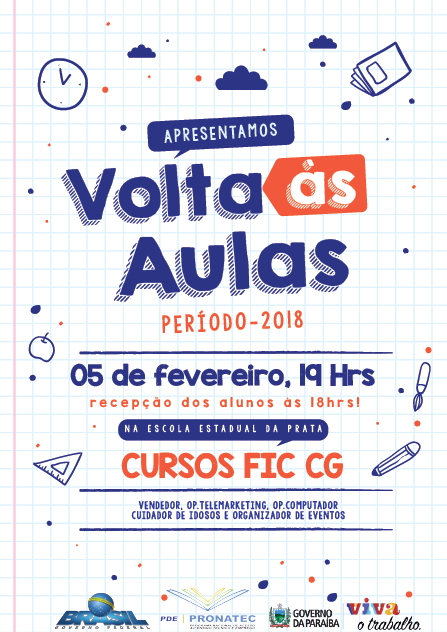 APRESENTAMOS
Volta às
Aulas
PERÍODO-2018
05 de fevereiro, 19 Hrs
recepção dos alunos às 18hrs!
NA ESCOLA ESTADUAL DA PRATA
CURSOS FIC CG
VENDEDOR, OP.TELEMARKETING, OP.COMPUTADOR
CUIDADOR DE IDOSOS E ORGANIZADOR DE EVENTOS
BRASIL
GOVERNO FEDERAL
PDE | PRONATEC
GOVERNO
DA PARAÍBA
viva
o trabalho.